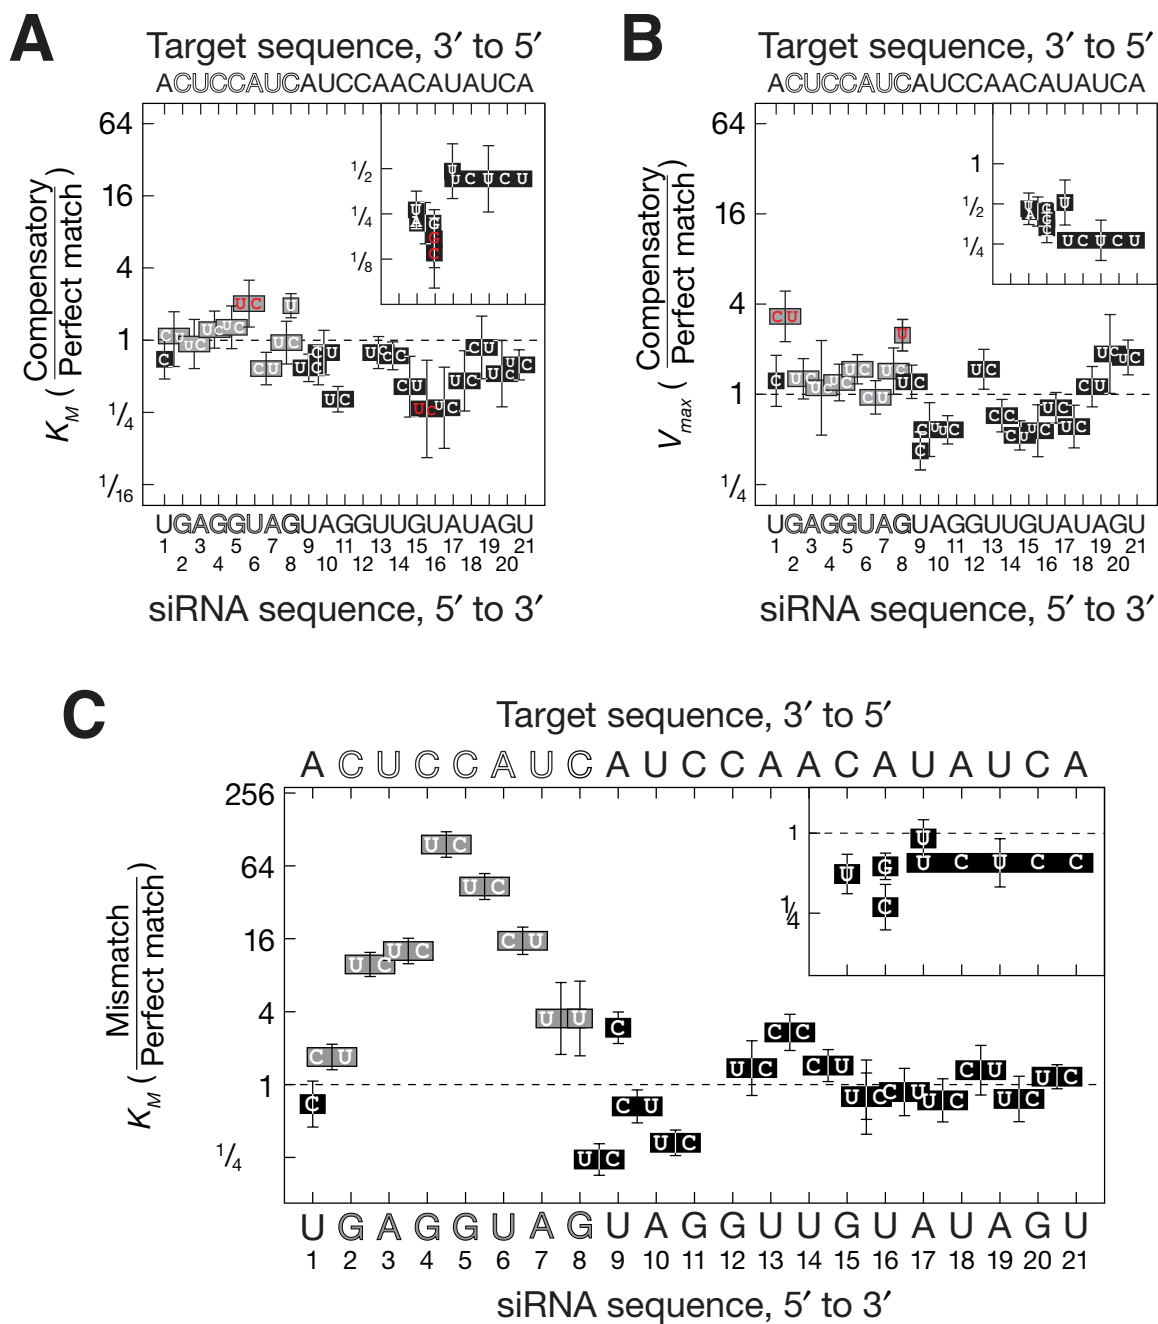 A
Target sequence, 3′ to 5′
ACUCCAUCAUCCAACAUAUCA
64
16
4
1
1/4
1/16
K_M ( Compensatory / Perfect match )
1/2
1/4
1/8
UGAGGUAGUAGGUUGUAUAGU
1 3 5 7 9 11 13 15 17 19 21
2 4 6 8 10 12 14 16 18 20
siRNA sequence, 5′ to 3′
B
Target sequence, 3′ to 5′
ACUCCAUCAUCCAACAUAUCA
64
16
4
1
1/4
V_max ( Compensatory / Perfect match )
1
1/2
1/4
UGAGGUAGUAGGUUGUAUAGU
1 3 5 7 9 11 13 15 17 19 21
2 4 6 8 10 12 14 16 18 20
siRNA sequence, 5′ to 3′
C
Target sequence, 3′ to 5′
A C U C C A U C A U C C A A C A U A U C A
256
64
16
4
1
1/4
K_M ( Mismatch / Perfect match )
1
1/4
U
G
U
U C U C C
C
U C
U C
C U
U C
U C
C U
U U
C
C C
U C
C U
C U
U C
C
C U
U C
C U
U C
U C
U C
U C
U C
U G A G G U A G U A G G U U G U A U A G U
1 2 3 4 5 6 7 8 9 10 11 12 13 14 15 16 17 18 19 20 21
siRNA sequence, 5′ to 3′